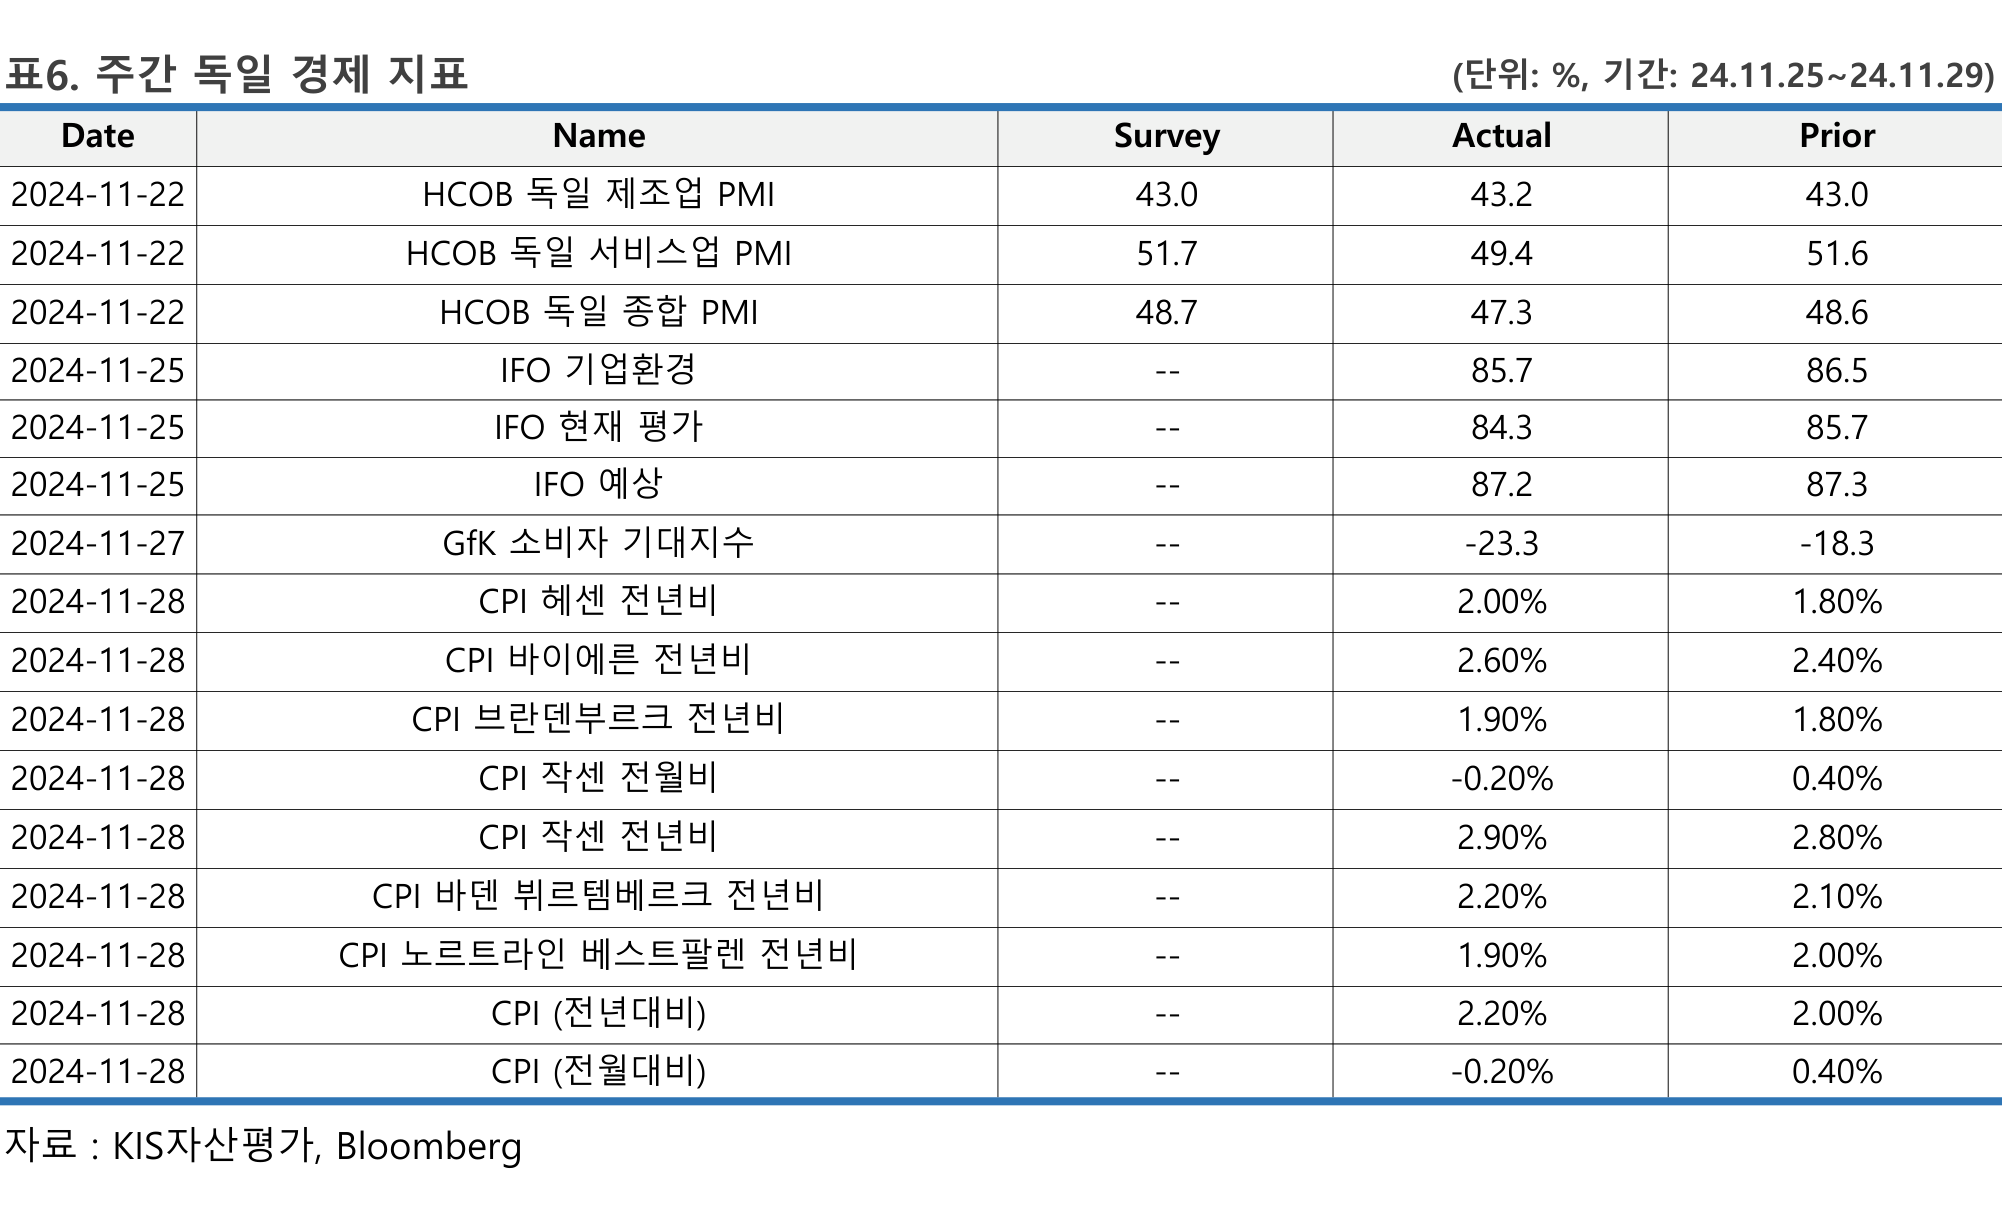 표6. 주간 독일 경제 지표 (단위: %, 기간: 24.11.25~24.11.29)
Date Name Survey Actual Prior
2024-11-22 HCOB 독일 제조업 PMI 43.0 43.2 43.0
2024-11-22 HCOB 독일 서비스업 PMI 51.7 49.4 51.6
2024-11-22 HCOB 독일 종합 PMI 48.7 47.3 48.6
2024-11-25 IFO 기업환경 -- 85.7 86.5
2024-11-25 IFO 현재 평가 -- 84.3 85.7
2024-11-25 IFO 예상 -- 87.2 87.3
2024-11-27 GfK 소비자 기대지수 -- -23.3 -18.3
2024-11-28 CPI 헤센 전년비 -- 2.00% 1.80%
2024-11-28 CPI 바이에른 전년비 -- 2.60% 2.40%
2024-11-28 CPI 브란덴부르크 전년비 -- 1.90% 1.80%
2024-11-28 CPI 작센 전월비 -- -0.20% 0.40%
2024-11-28 CPI 작센 전년비 -- 2.90% 2.80%
2024-11-28 CPI 바덴 뷔르템베르크 전년비 -- 2.20% 2.10%
2024-11-28 CPI 노르트라인 베스트팔렌 전년비 -- 1.90% 2.00%
2024-11-28 CPI (전년대비) -- 2.20% 2.00%
2024-11-28 CPI (전월대비) -- -0.20% 0.40%
자료 : KIS자산평가, Bloomberg